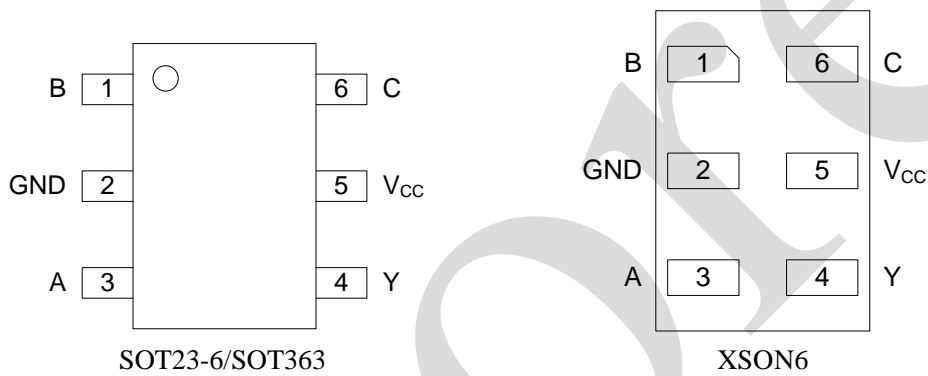 B 1 6 C
GND 2 5 VCC
A 3 4 Y
SOT23-6/SOT363
B 1 6 C
GND 2 5 VCC
A 3 4 Y
XSON6